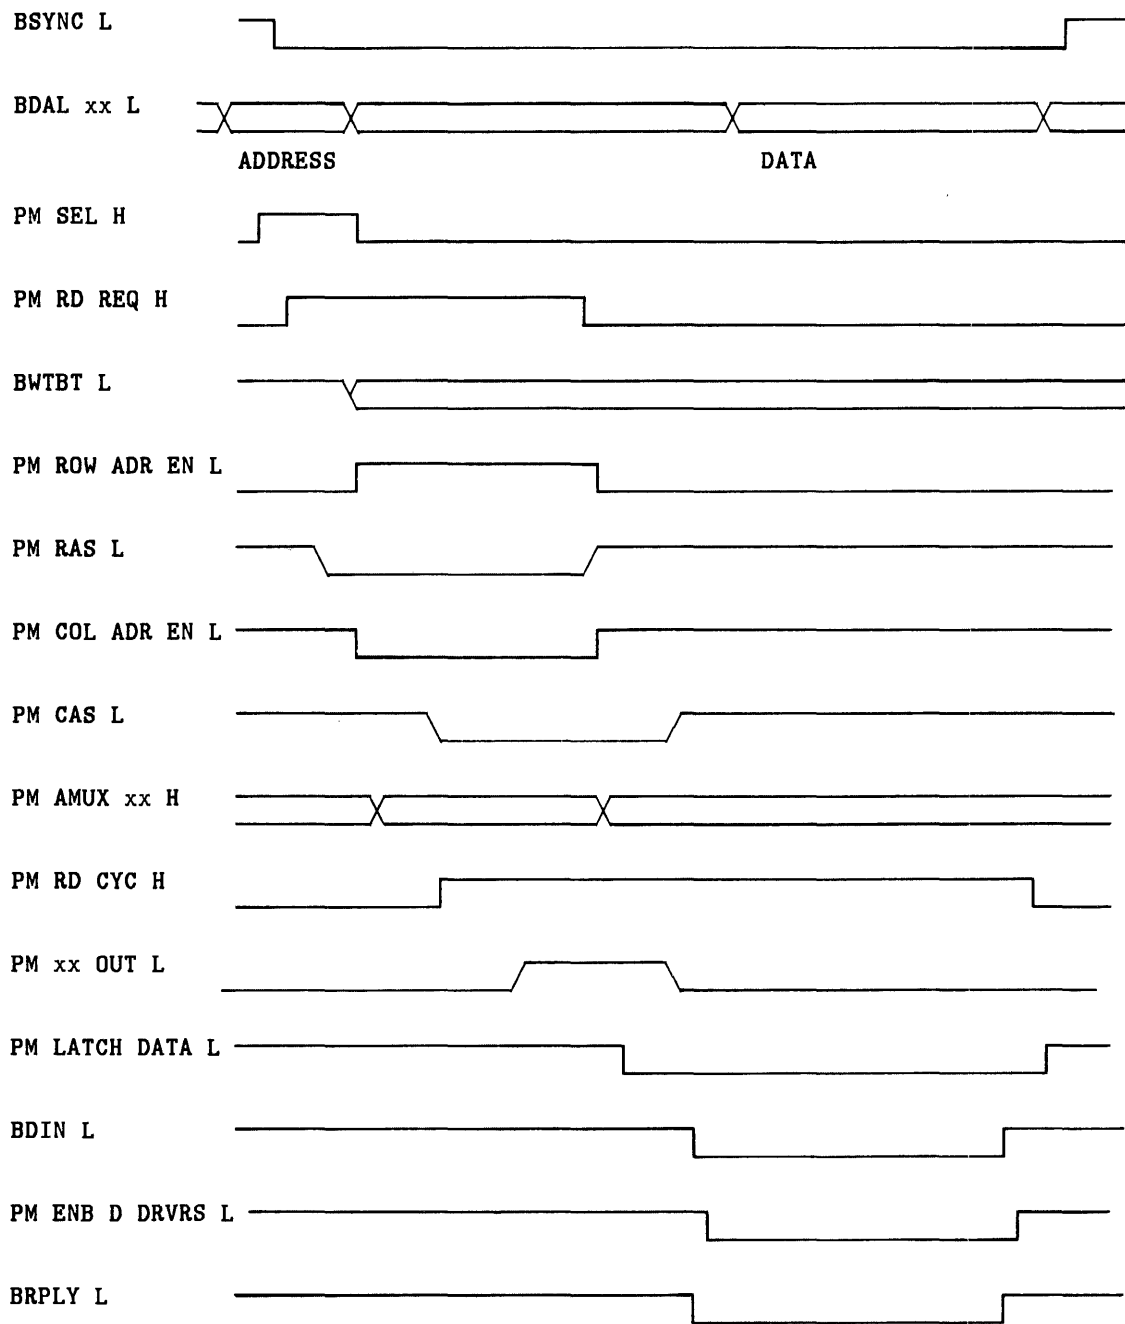 BSYNC L
BDAL xx L
ADDRESS DATA
PM SEL H
PM RD REQ H
BWTBT L
PM ROW ADR EN L
PM RAS L
PM COL ADR EN L
PM CAS L
PM AMUX xx H
PM RD CYC H
PM xx OUT L
PM LATCH DATA L
BDIN L
PM ENB D DRVRS L
BRPLY L